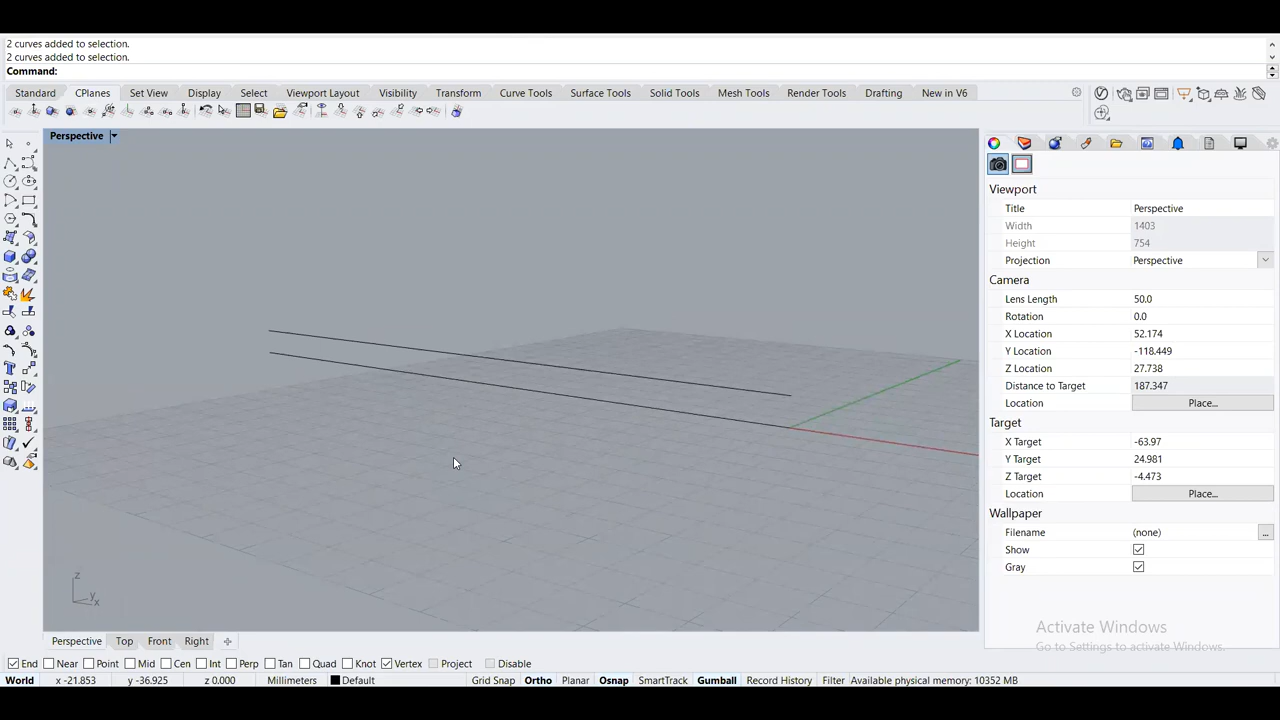 2 curves added to selection.
2 curves added to selection.
Command:
Standard CPlanes Set View Display Select Viewport Layout Visibility Transform Curve Tools Surface Tools Solid Tools Mesh Tools Render Tools Drafting New in V6
Perspective
Viewport
Title Perspective
Width 1403
Height 754
Projection Perspective
Camera
Lens Length 50.0
Rotation 0.0
X Location 52.174
Y Location -118.449
Z Location 27.738
Distance to Target 187.347
Location Place...
Target
X Target -63.97
Y Target 24.981
Z Target -4.473
Location Place...
Wallpaper
Filename (none) ...
Show
Gray
z
y
x
Activate Windows
Go to Settings to activate Windows.
Perspective Top Front Right
End Near Point Mid Cen Int Perp Tan Quad Knot Vertex Project Disable
World x -21.853 y -36.925 z 0.000 Millimeters Default Grid Snap Ortho Planar Osnap SmartTrack Gumball Record History Filter Available physical memory: 10352 MB